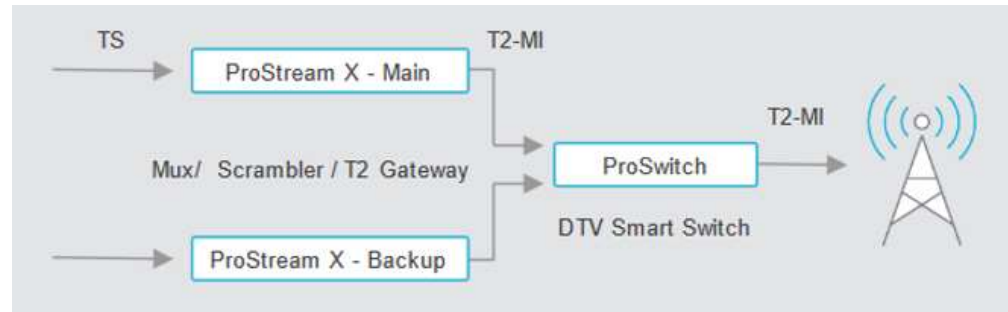 TS
T2-MI
ProStream X - Main
T2-MI
Mux/ Scrambler / T2 Gateway
ProSwitch
DTV Smart Switch
ProStream X - Backup